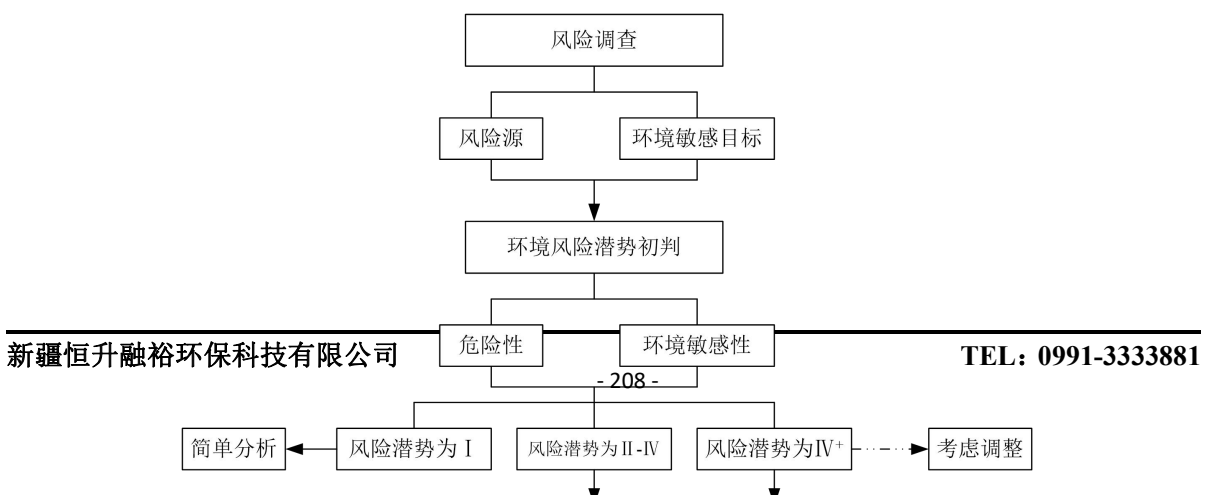 风险调查
风险源
环境敏感目标
环境风险潜势初判
危险性
环境敏感性
新疆恒升融裕环保科技有限公司
TEL：0991-3333881
- 208 -
简单分析
风险潜势为Ⅰ
风险潜势为Ⅱ-Ⅳ
风险潜势为Ⅳ⁺
考虑调整